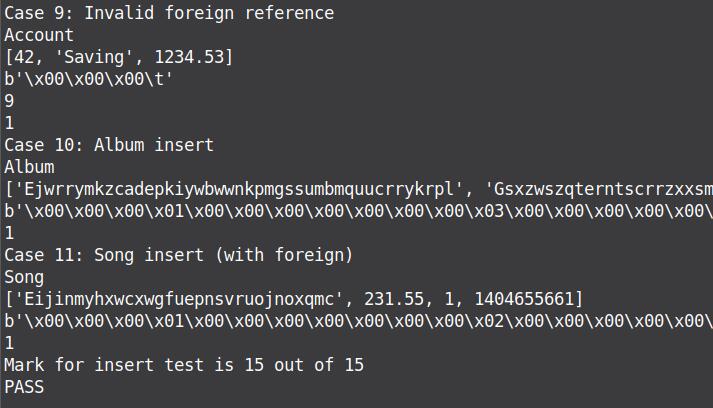 Case 9: Invalid foreign reference
Account
[42, 'Saving', 1234.53]
b'\x00\x00\x00\t'
9
1
Case 10: Album insert
Album
['Ejwrrymkzcadepkiywbwwnkpmgssumbmquucrrykrpl', 'Gsxzwszqterntscrrzxxsm
b'\x00\x00\x00\x01\x00\x00\x00\x00\x00\x00\x00\x03\x00\x00\x00\x00\x00\
1
Case 11: Song insert (with foreign)
Song
['Eijinmyhxwcxwgfuepnsvruojnoxqmc', 231.55, 1, 1404655661]
b'\x00\x00\x00\x01\x00\x00\x00\x00\x00\x00\x00\x02\x00\x00\x00\x00\x00\
1
Mark for insert test is 15 out of 15
PASS